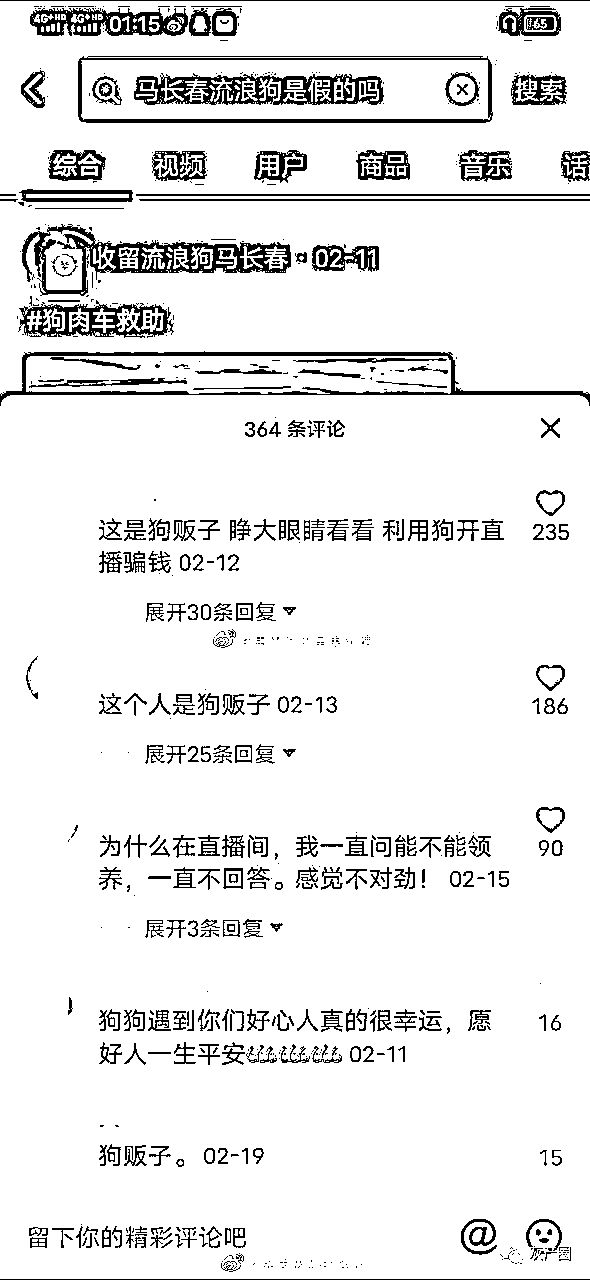 4G+HD 4G+HD 01:15 65
马长春流浪狗是假的吗 搜索
综合 视频 用户 商品 音乐 话
收留流浪狗马长春 · 02-11
#狗肉车救助
364 条评论
这是狗贩子 睁大眼睛看看 利用狗开直
播骗钱 02-12
235
展开30条回复
这个人是狗贩子 02-13
186
展开25条回复
为什么在直播间，我一直问能不能领
养，一直不回答。感觉不对劲！ 02-15
90
展开3条回复
狗狗遇到你们好心人真的很幸运，愿
好人一生平安 02-11
16
狗贩子。 02-19
15
留下你的精彩评论吧 @
灰产圈